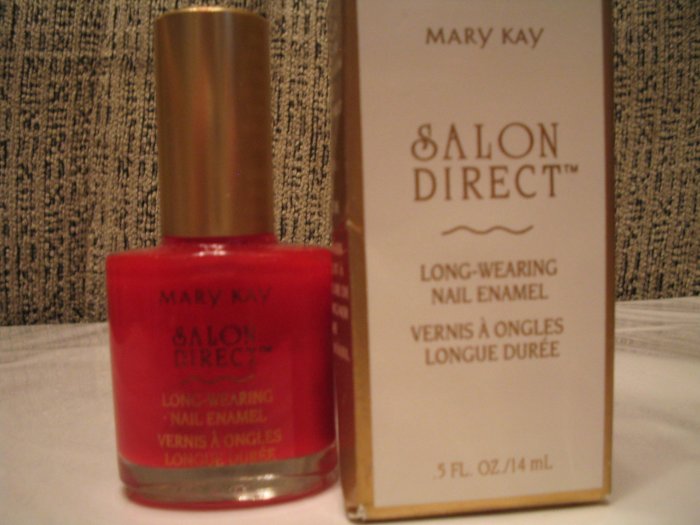 MARY KAY
SALON
DIRECT™
LONG-WEARING
NAIL ENAMEL
VERNIS À ONGLES
LONGUE DURÉE
MARY KAY
SALON
DIRECT™
LONG-WEARING
NAIL ENAMEL
VERNIS À ONGLES
LONGUE DURÉE
.5 FL. OZ./14 mL